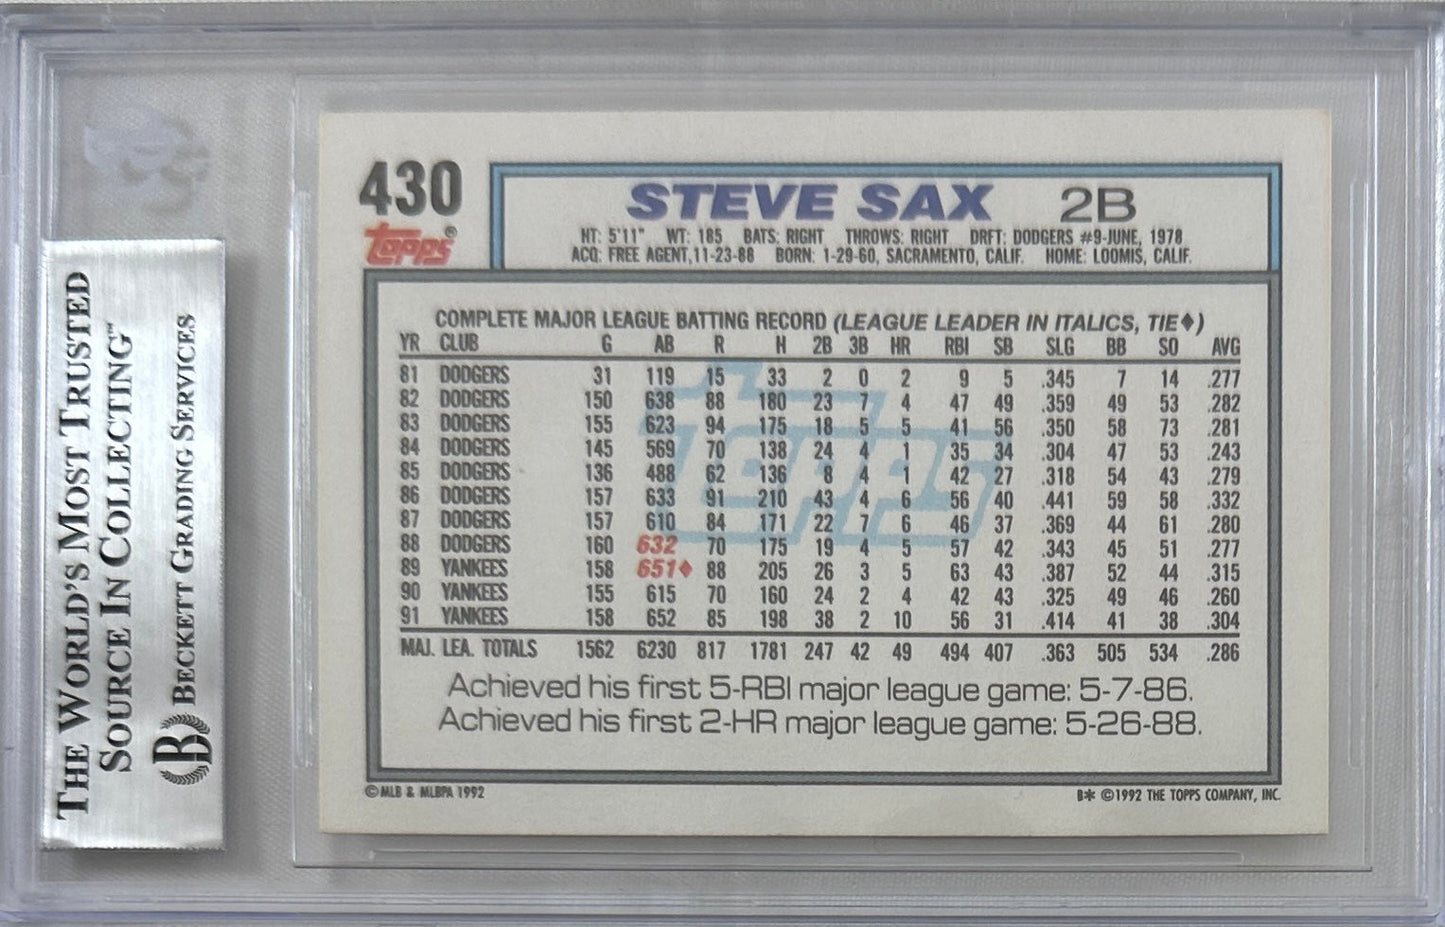 THE WORLD'S MOST TRUSTED
SOURCE IN COLLECTING™
BECKETT GRADING SERVICES
B
430
topps®
STEVE SAX 2B
HT: 5'11" WT: 185 BATS: RIGHT THROWS: RIGHT DRFT: DODGERS #9-JUNE, 1978
ACQ: FREE AGENT,11-23-88 BORN: 1-29-60, SACRAMENTO, CALIF. HOME: LOOMIS, CALIF.
COMPLETE MAJOR LEAGUE BATTING RECORD (LEAGUE LEADER IN ITALICS, TIE♦)
YR CLUB G AB R H 2B 3B HR RBI SB SLG BB SO AVG
81 DODGERS 31 119 15 33 2 0 2 9 5 .345 7 14 .277
82 DODGERS 150 638 88 180 23 7 4 47 49 .359 49 53 .282
83 DODGERS 155 623 94 175 18 5 5 41 56 .350 58 73 .281
84 DODGERS 145 569 70 138 24 4 1 35 34 .304 47 53 .243
85 DODGERS 136 488 62 136 8 4 1 42 27 .318 54 43 .279
86 DODGERS 157 633 91 210 43 4 6 56 40 .441 59 58 .332
87 DODGERS 157 610 84 171 22 7 6 46 37 .369 44 61 .280
88 DODGERS 160 632 70 175 19 4 5 57 42 .343 45 51 .277
89 YANKEES 158 651♦ 88 205 26 3 5 63 43 .387 52 44 .315
90 YANKEES 155 615 70 160 24 2 4 42 43 .325 49 46 .260
91 YANKEES 158 652 85 198 38 2 10 56 31 .414 41 38 .304
MAJ. LEA. TOTALS 1562 6230 817 1781 247 42 49 494 407 .363 505 534 .286
topps
Achieved his first 5-RBI major league game: 5-7-86.
Achieved his first 2-HR major league game: 5-26-88.
©MLB & MLBPA 1992
B* ©1992 THE TOPPS COMPANY, INC.